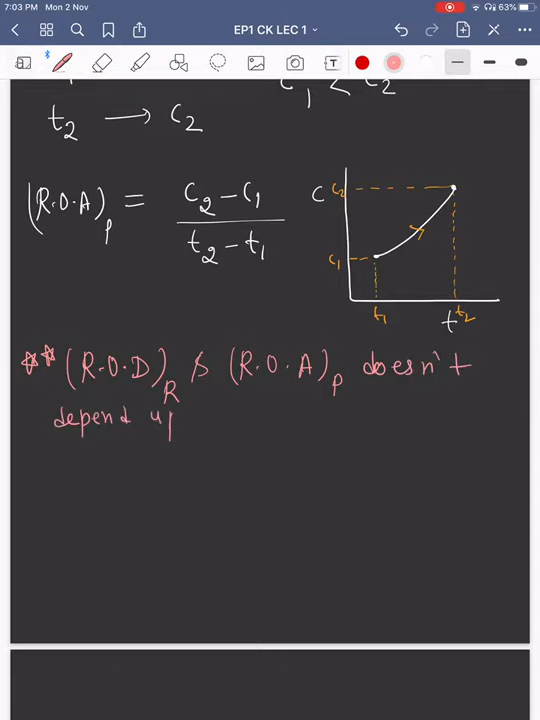 7:03 PM Mon 2 Nov
63%
EP1 CK LEC 1
t2 → C2
C1 < C2
(R.O.A)p = C2 - C1
t2 - t1
C
C2
C1
t1
t
t2
** (R.O.D)R & (R.O.A)p doesn't
depend up